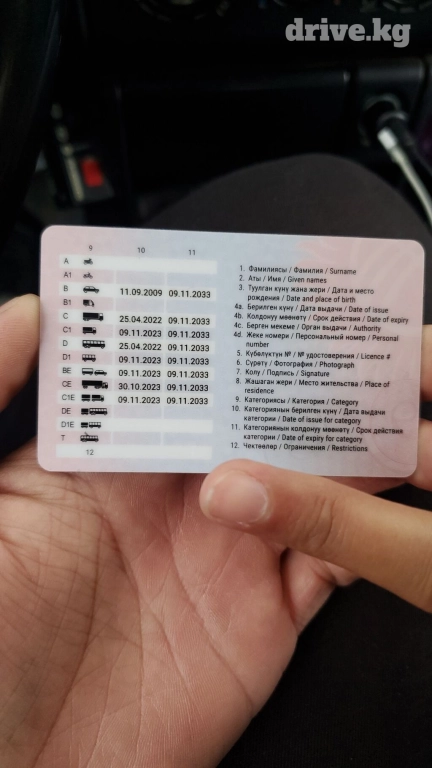 drive.kg
9 10 11
A
A1
B 11.09.2009 09.11.2033
B1
C 25.04.2022 09.11.2033
C1 09.11.2023 09.11.2033
D 25.04.2022 09.11.2033
D1 09.11.2023 09.11.2033
BE 09.11.2023 09.11.2033
CE 30.10.2023 09.11.2033
C1E 09.11.2023 09.11.2033
DE
D1E
T
12
1. Фамилиясы / Фамилия / Surname
2. Аты / Имя / Given names
3. Туулган күнү жана жери / Дата и место
рождения / Date and place of birth
4a. Берилген күнү / Дата выдачи / Date of issue
4b. Колдонуу мөөнөтү / Срок действия / Date of expiry
4c. Берген мекеме / Орган выдачи / Authority
4d. Жеке номери / Персональный номер / Personal
number
5. Күбөлүктүн № / № удостоверения / Licence #
6. Сүрөтү / Фотография / Photograph
7. Колу / Подпись / Signature
8. Жашаган жери / Место жительства / Place of
residence
9. Категориясы / Категория / Category
10. Категориянын берилген күнү / Дата выдачи
категории / Date of issue for category
11. Категориянын колдонуу мөөнөтү / Срок действия
категории / Date of expiry for category
12. Чектөөлөр / Ограничения / Restrictions